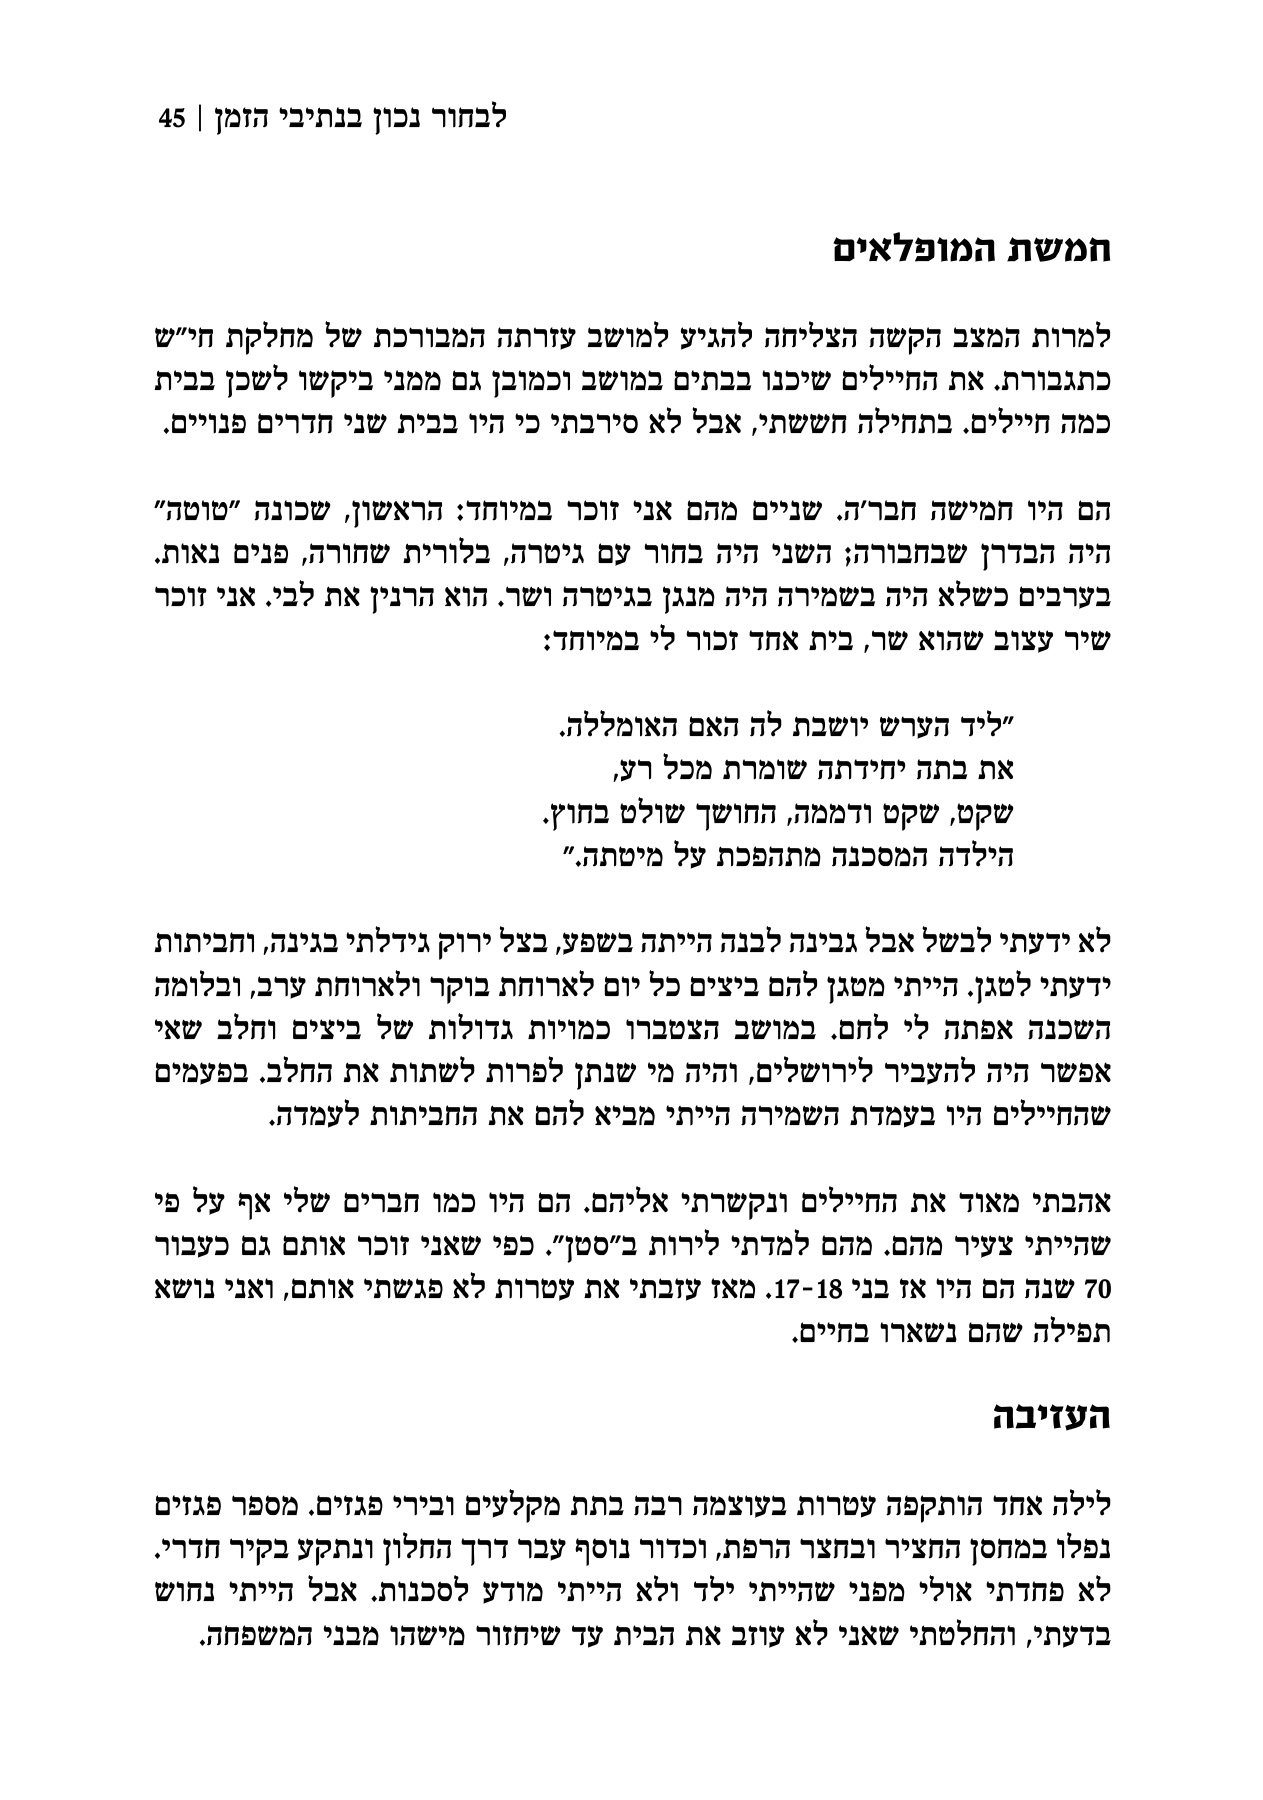 לבחור נכון בנתיבי הזמן | 45
חמשת המופלאים
למרות המצב הקשה הצליחה להגיע למושב עזרתה המבורכת של מחלקת חי"ש
כתגבורת. את החיילים שיכנו בבתים במושב וכמובן גם ממני ביקשו לשכן בבית
כמה חיילים. בתחילה חששתי, אבל לא סירבתי כי היו בבית שני חדרים פנויים.
הם היו חמישה חבר'ה. שניים מהם אני זוכר במיוחד: הראשון, שכונה "טוטה"
היה הבדרן שבחבורה; השני היה בחור עם גיטרה, בלורית שחורה, פנים נאות.
בערבים כשלא היה בשמירה היה מנגן בגיטרה ושר. הוא הרנין את לבי. אני זוכר
שיר עצוב שהוא שר, בית אחד זכור לי במיוחד:
"ליד הערש יושבת לה האם האומללה.
את בתה יחידתה שומרת מכל רע,
שקט, שקט ודממה, החושך שולט בחוץ.
הילדה המסכנה מתהפכת על מיטתה."
לא ידעתי לבשל אבל גבינה לבנה הייתה בשפע, בצל ירוק גידלתי בגינה, וחביתות
ידעתי לטגן. הייתי מטגן להם ביצים כל יום לארוחת בוקר ולארוחת ערב, ובלומה
השכנה אפתה לי לחם. במושב הצטברו כמויות גדולות של ביצים וחלב שאי
אפשר היה להעביר לירושלים, והיה מי שנתן לפרות לשתות את החלב. בפעמים
שהחיילים היו בעמדת השמירה הייתי מביא להם את החביתות לעמדה.
אהבתי מאוד את החיילים ונקשרתי אליהם. הם היו כמו חברים שלי אף על פי
שהייתי צעיר מהם. מהם למדתי לירות ב"סטן". כפי שאני זוכר אותם גם כעבור
70 שנה הם היו אז בני 17-18. מאז עזבתי את עטרות לא פגשתי אותם, ואני נושא
תפילה שהם נשארו בחיים.
העזיבה
לילה אחד הותקפה עטרות בעוצמה רבה בתת מקלעים ובירי פגזים. מספר פגזים
נפלו במחסן החציר ובחצר הרפת, וכדור נוסף עבר דרך החלון ונתקע בקיר חדרי.
לא פחדתי אולי מפני שהייתי ילד ולא הייתי מודע לסכנות. אבל הייתי נחוש
בדעתי, והחלטתי שאני לא עוזב את הבית עד שיחזור מישהו מבני המשפחה.